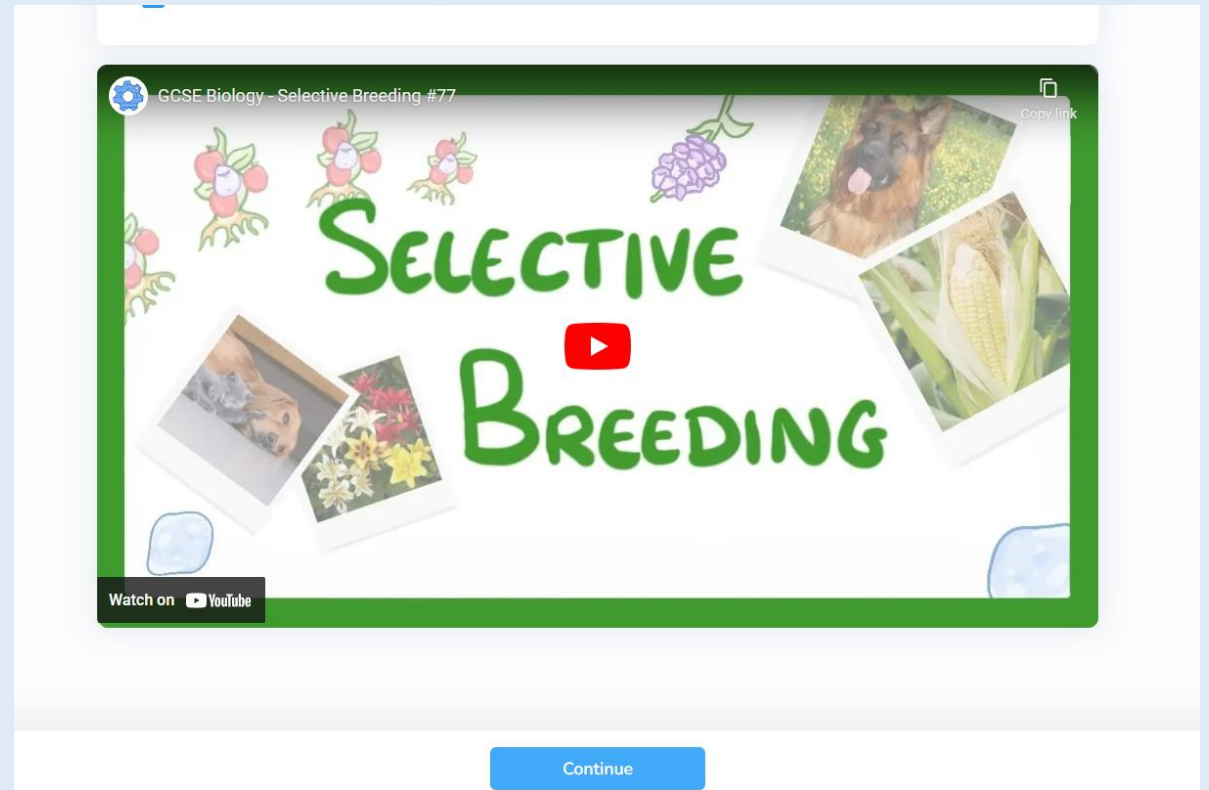 GCSE Biology - Selective Breeding #77
Copy link
SELECTIVE
BREEDING
Watch on YouTube
Continue